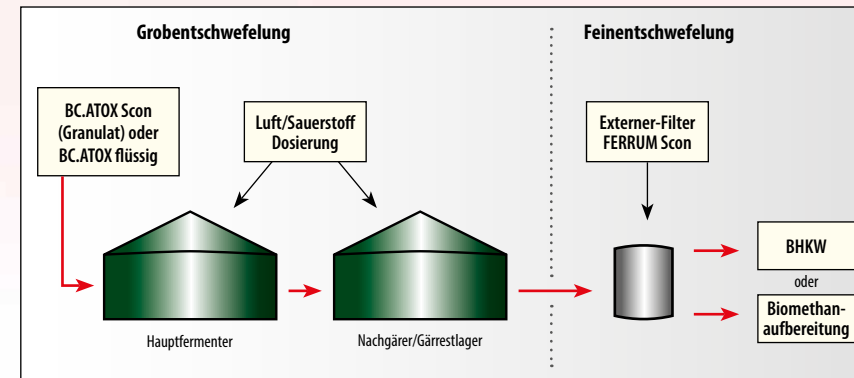 Grobentschwefelung
Feinentschwefelung
BC.ATOX Scon
(Granulat) oder
BC.ATOX flüssig
Luft/Sauerstoff
Dosierung
Externer-Filter
FERRUM Scon
BHKW
oder
Biomethan-
aufbereitung
Hauptfermenter
Nachgärer/Gärrestlager